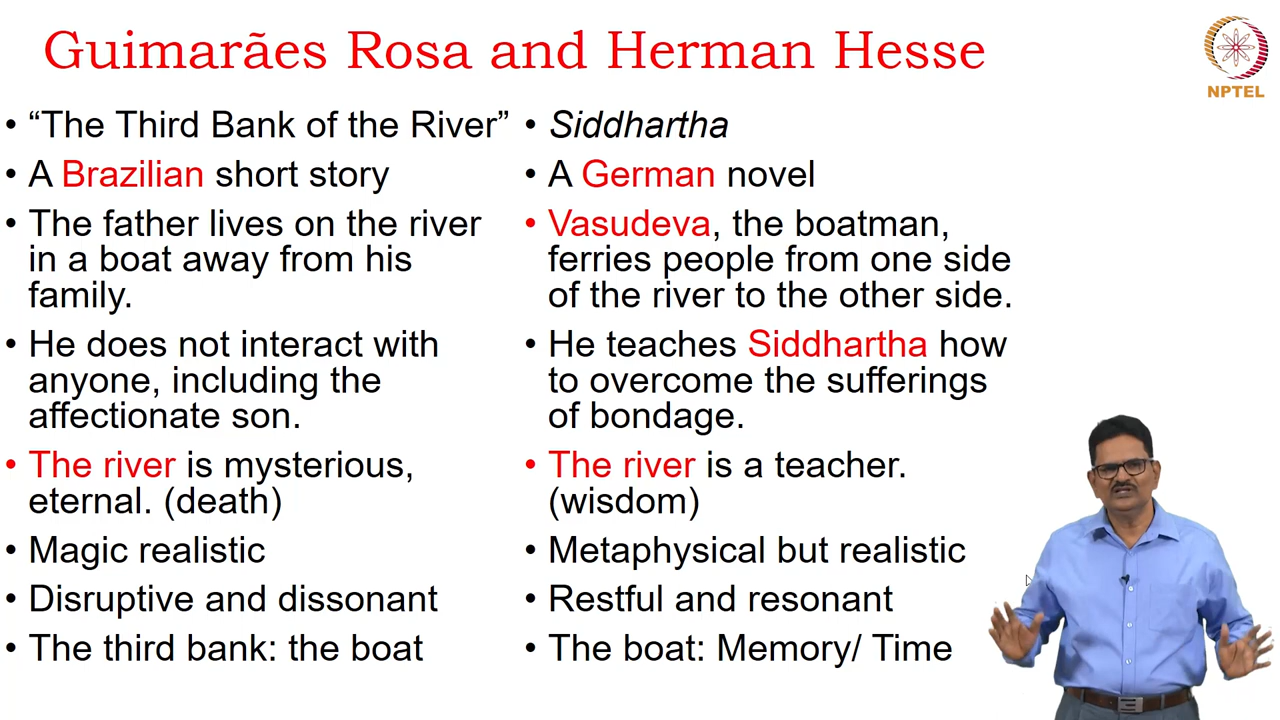 Guimarães Rosa and Herman Hesse
NPTEL
• “The Third Bank of the River”
• A Brazilian short story
• The father lives on the river
in a boat away from his
family.
• He does not interact with
anyone, including the
affectionate son.
• The river is mysterious,
eternal. (death)
• Magic realistic
• Disruptive and dissonant
• The third bank: the boat
• Siddhartha
• A German novel
• Vasudeva, the boatman,
ferries people from one side
of the river to the other side.
• He teaches Siddhartha how
to overcome the sufferings
of bondage.
• The river is a teacher.
(wisdom)
• Metaphysical but realistic
• Restful and resonant
• The boat: Memory/ Time